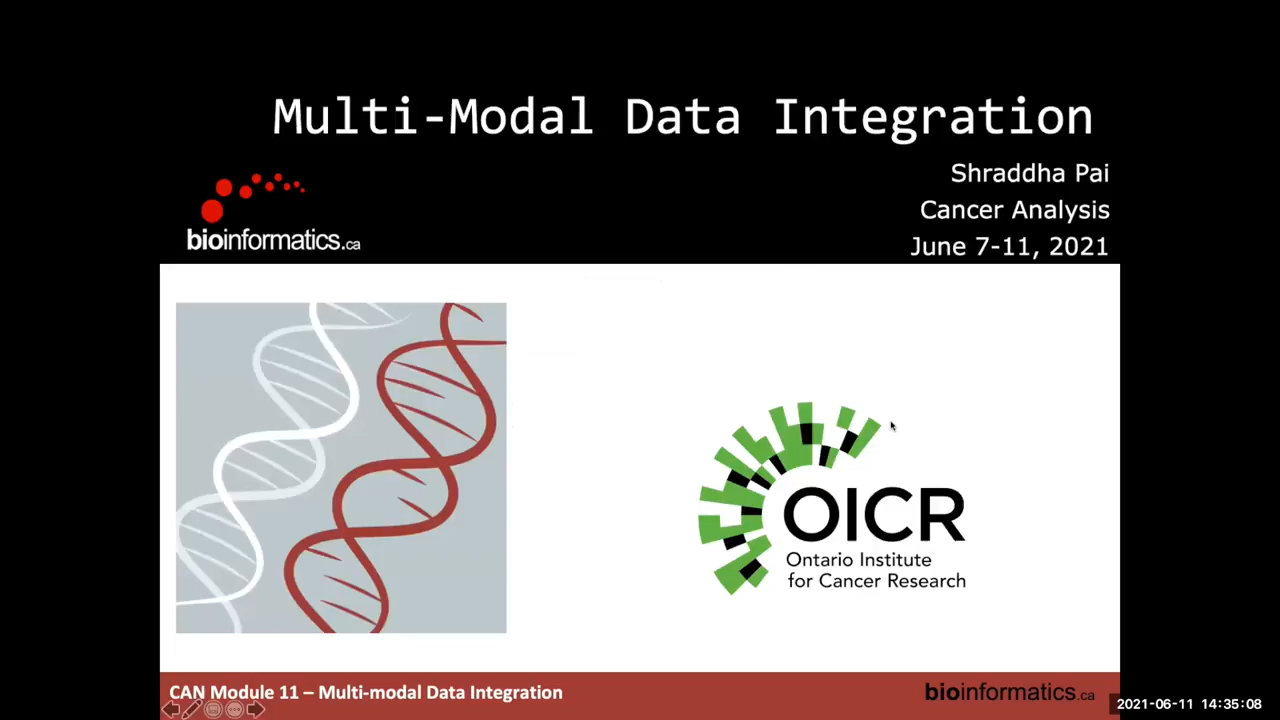 Multi-Modal Data Integration
Shraddha Pai
Cancer Analysis
June 7-11, 2021
bioinformatics.ca
OICR
Ontario Institute
for Cancer Research
CAN Module 11 – Multi-modal Data Integration
bioinformatics.ca
2021-06-11 14:35:08